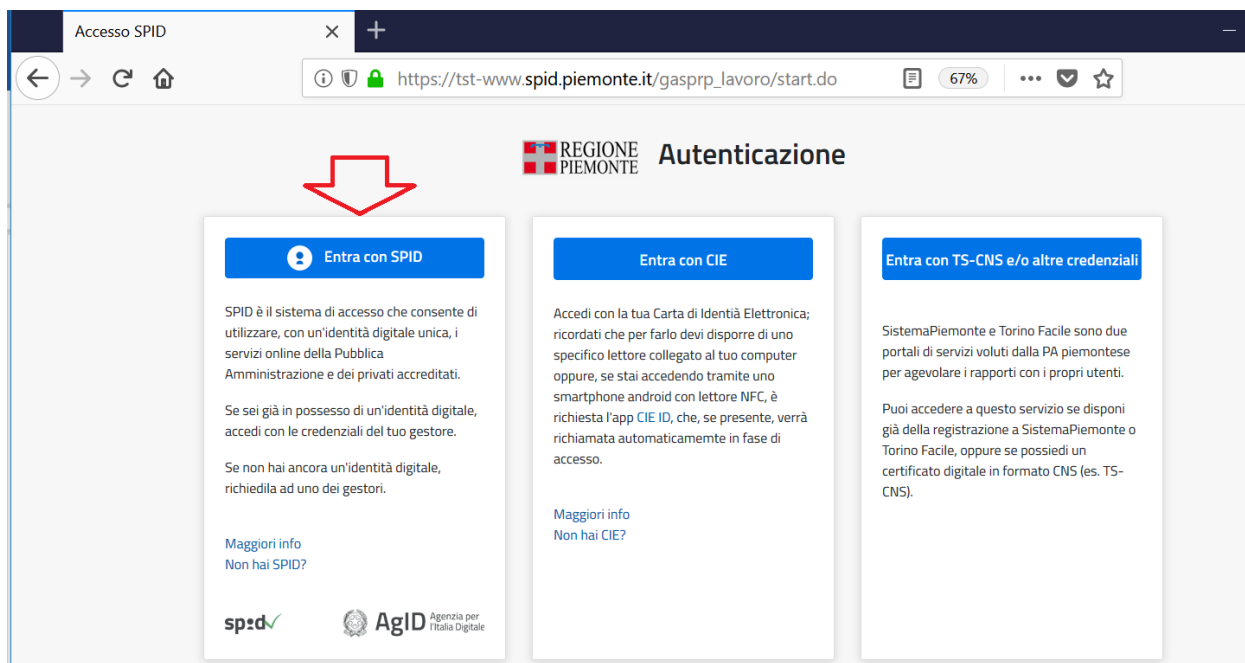 Accesso SPID
https://tst-www.spid.piemonte.it/gasprp_lavoro/start.do
67%
REGIONE
PIEMONTE
Autenticazione
Entra con SPID
SPID è il sistema di accesso che consente di
utilizzare, con un'identità digitale unica, i
servizi online della Pubblica
Amministrazione e dei privati accreditati.
Se sei già in possesso di un'identità digitale,
accedi con le credenziali del tuo gestore.
Se non hai ancora un'identità digitale,
richiedila ad uno dei gestori.
Maggiori info
Non hai SPID?
spid
AgID Agenzia per
l'Italia Digitale
Entra con CIE
Accedi con la tua Carta di Identià Elettronica;
ricordati che per farlo devi disporre di uno
specifico lettore collegato al tuo computer
oppure, se stai accedendo tramite uno
smartphone android con lettore NFC, è
richiesta l'app CIE ID, che, se presente, verrà
richiamata automaticamemte in fase di
accesso.
Maggiori info
Non hai CIE?
Entra con TS-CNS e/o altre credenziali
SistemaPiemonte e Torino Facile sono due
portali di servizi voluti dalla PA piemontese
per agevolare i rapporti con i propri utenti.
Puoi accedere a questo servizio se disponi
già della registrazione a SistemaPiemonte o
Torino Facile, oppure se possiedi un
certificato digitale in formato CNS (es. TS-
CNS).